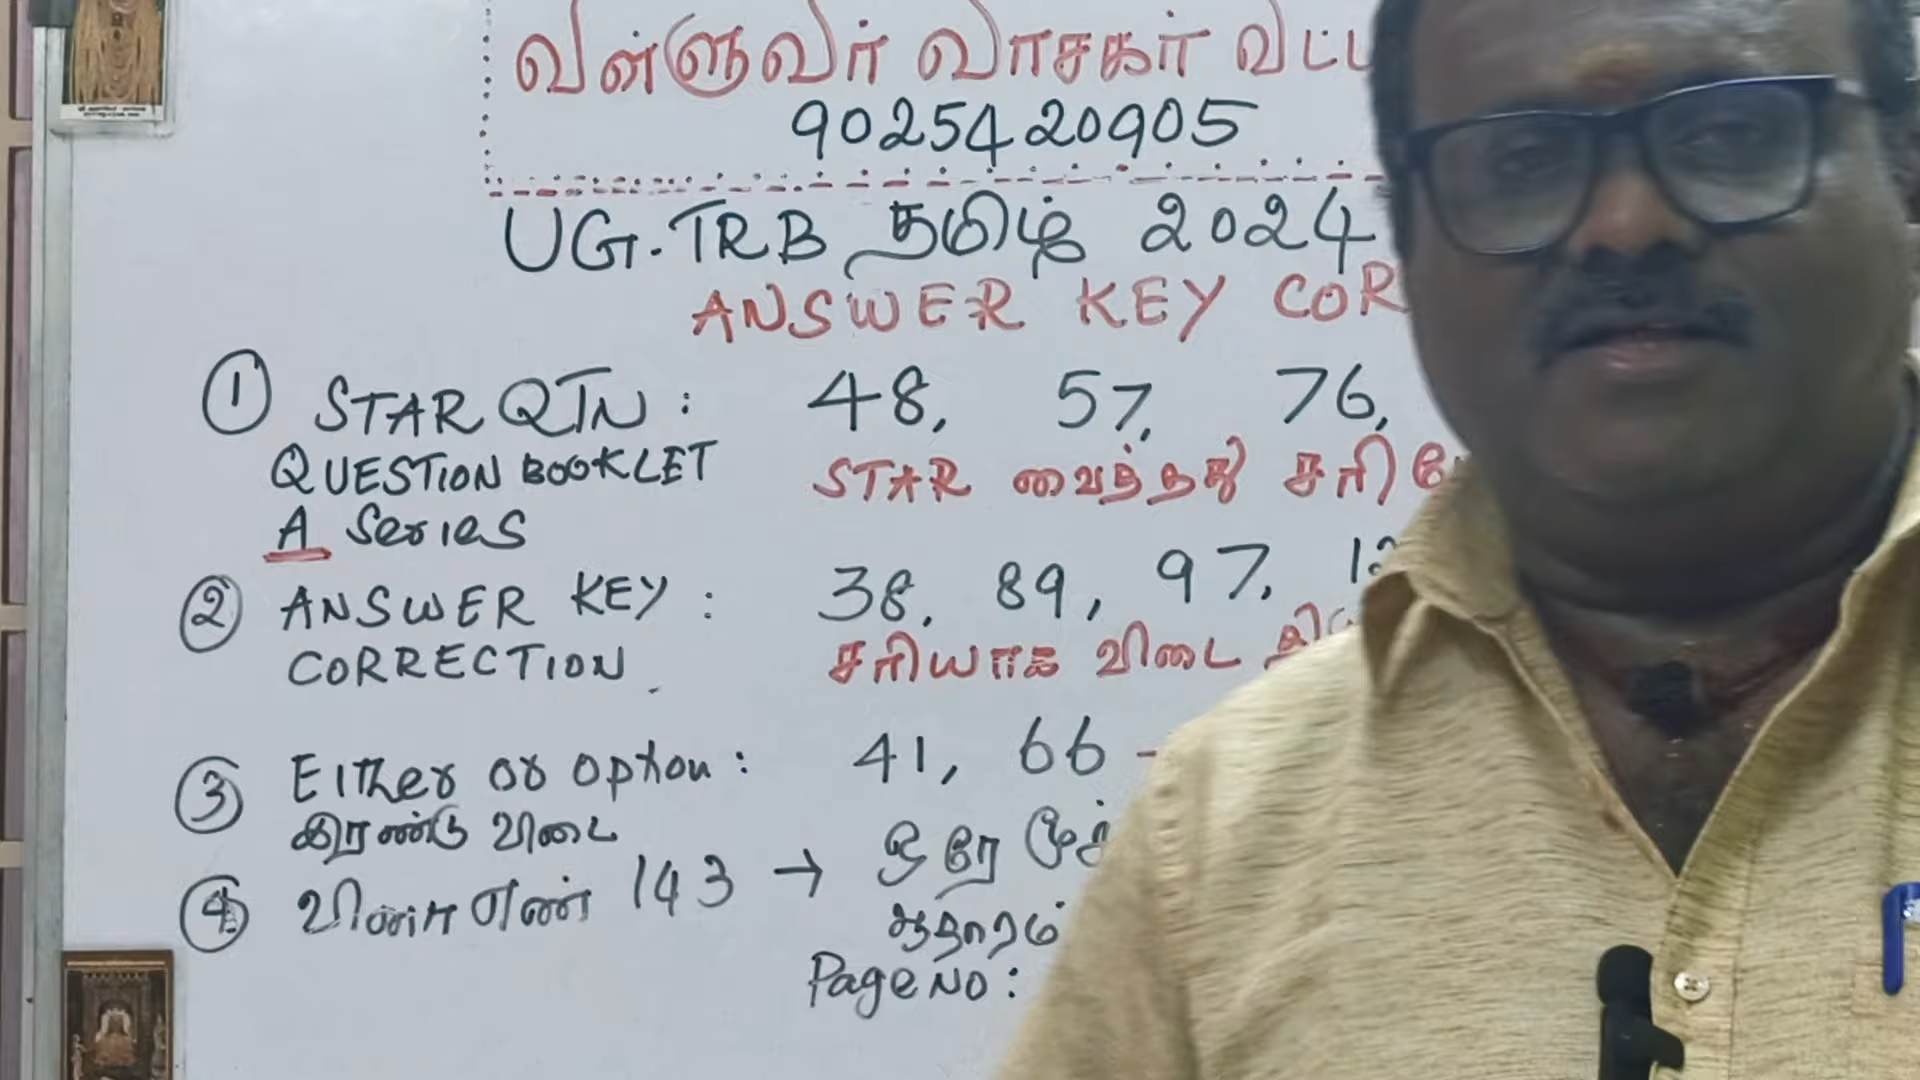 வள்ளுவர் வாசகர் வட்ட
9025420905
UG.TRB தமிழ் 2024
ANSWER KEY COR
① STAR QTN : 48, 57, 76,
QUESTION BOOKLET STAR வைத்தது சரி
A Series
② ANSWER KEY : 38, 89, 97, 12
CORRECTION சரியாக விடை
③ Either or option : 41, 66 -
இரண்டு விடை
④ வினா எண் 143 → ஒரே
ஆதாரம்
Page No :